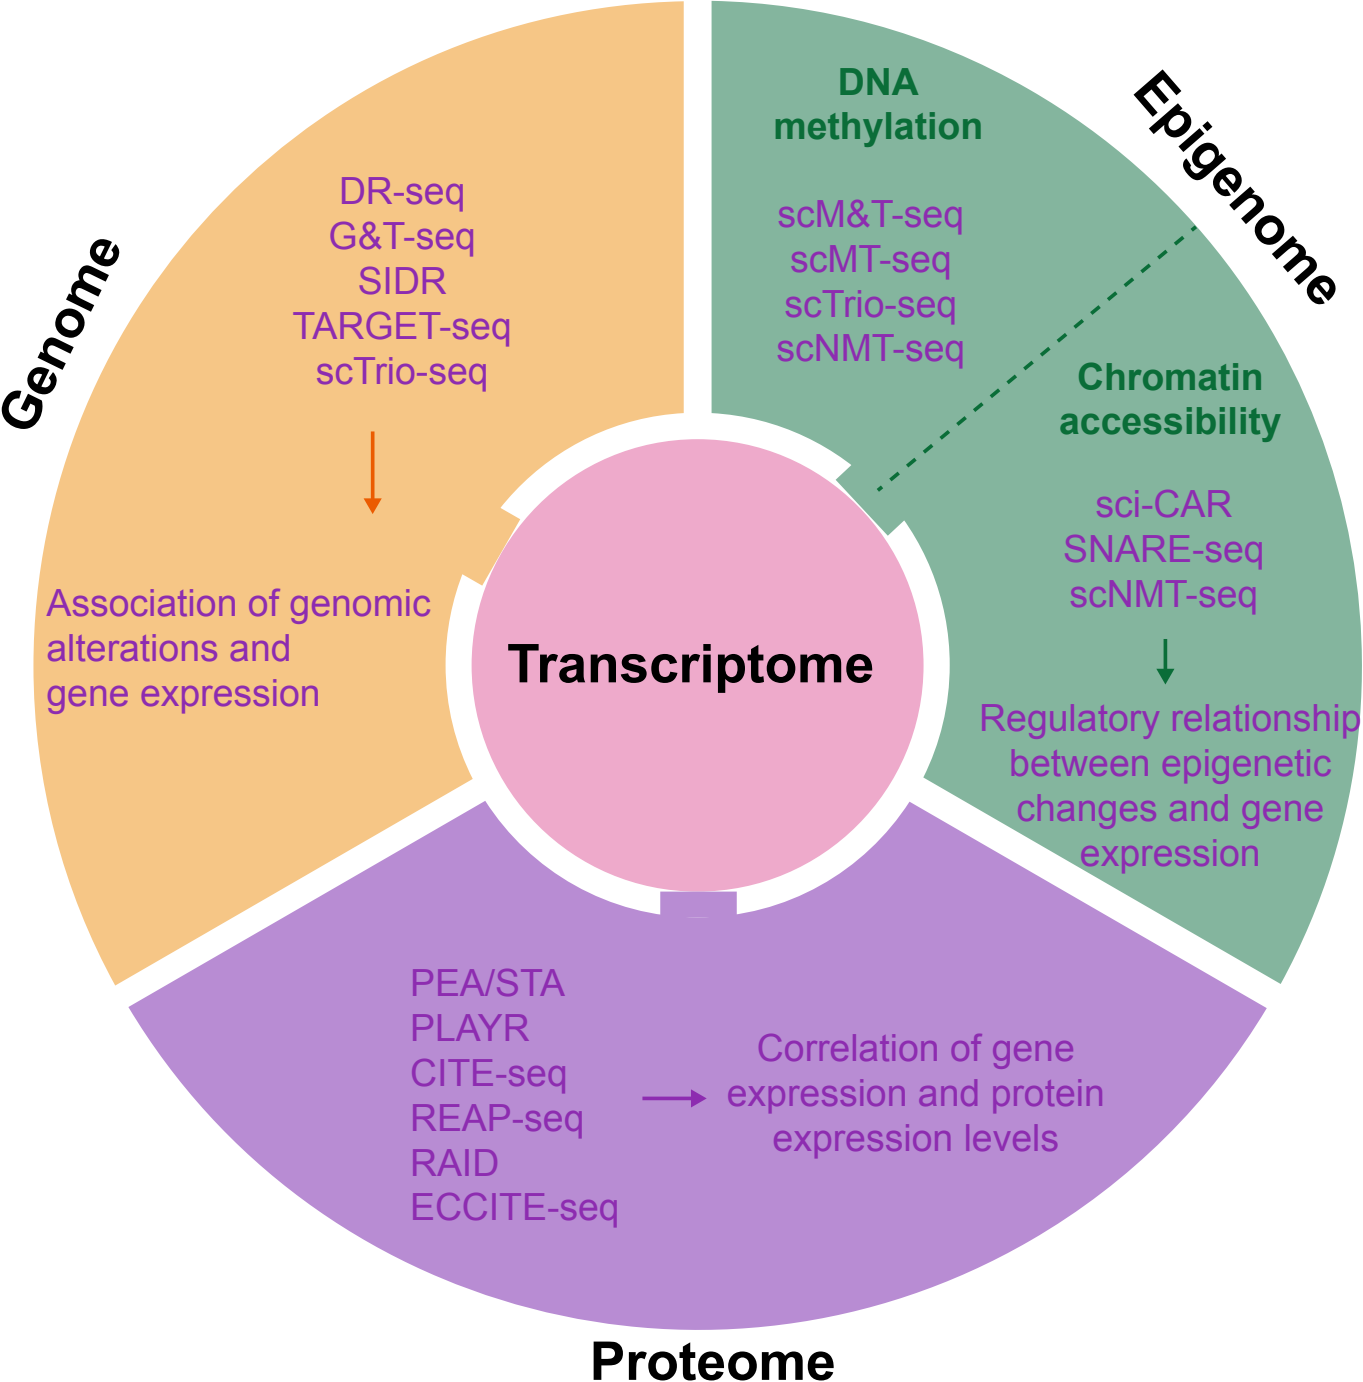 Genome
DR-seq
G&T-seq
SIDR
TARGET-seq
scTrio-seq
Association of genomic
alterations and
gene expression
Epigenome
DNA
methylation
scM&T-seq
scMT-seq
scTrio-seq
scNMT-seq
Chromatin
accessibility
sci-CAR
SNARE-seq
scNMT-seq
Regulatory relationship
between epigenetic
changes and gene
expression
Transcriptome
PEA/STA
PLAYR
CITE-seq
REAP-seq
RAID
ECCITE-seq
Correlation of gene
expression and protein
expression levels
Proteome